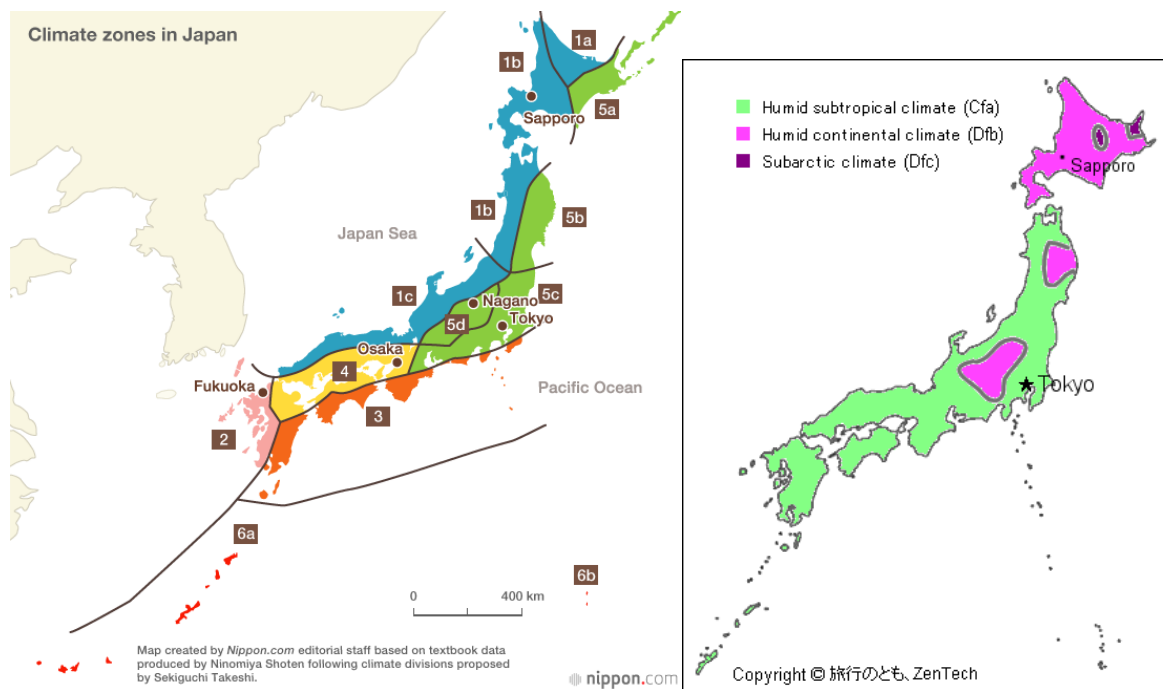 Climate zones in Japan
1a
1b
5a
Sapporo
1b
5b
Japan Sea
1c
Nagano
5c
5d
Tokyo
Osaka
4
Fukuoka
Pacific Ocean
3
2
6a
6b
0
400 km
Map created by Nippon.com editorial staff based on textbook data
produced by Ninomiya Shoten following climate divisions proposed
by Sekiguchi Takeshi.
nippon.com
Humid subtropical climate (Cfa)
Humid continental climate (Dfb)
Subarctic climate (Dfc)
Sapporo
Tokyo
Copyright © 旅行のとも、ZenTech